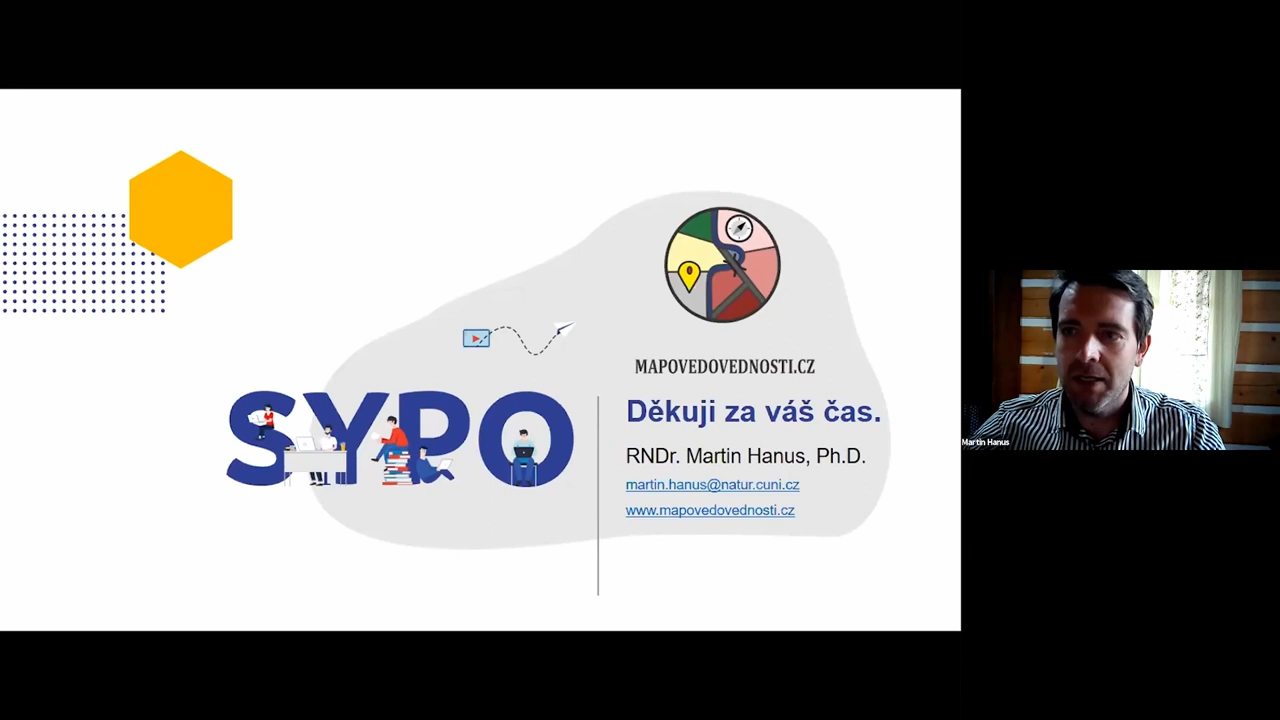 SYPO
MAPOVEDOVEDNOSTI.CZ
Děkuji za váš čas.
RNDr. Martin Hanus, Ph.D.
martin.hanus@natur.cuni.cz
www.mapovedovednosti.cz
Martin Hanus